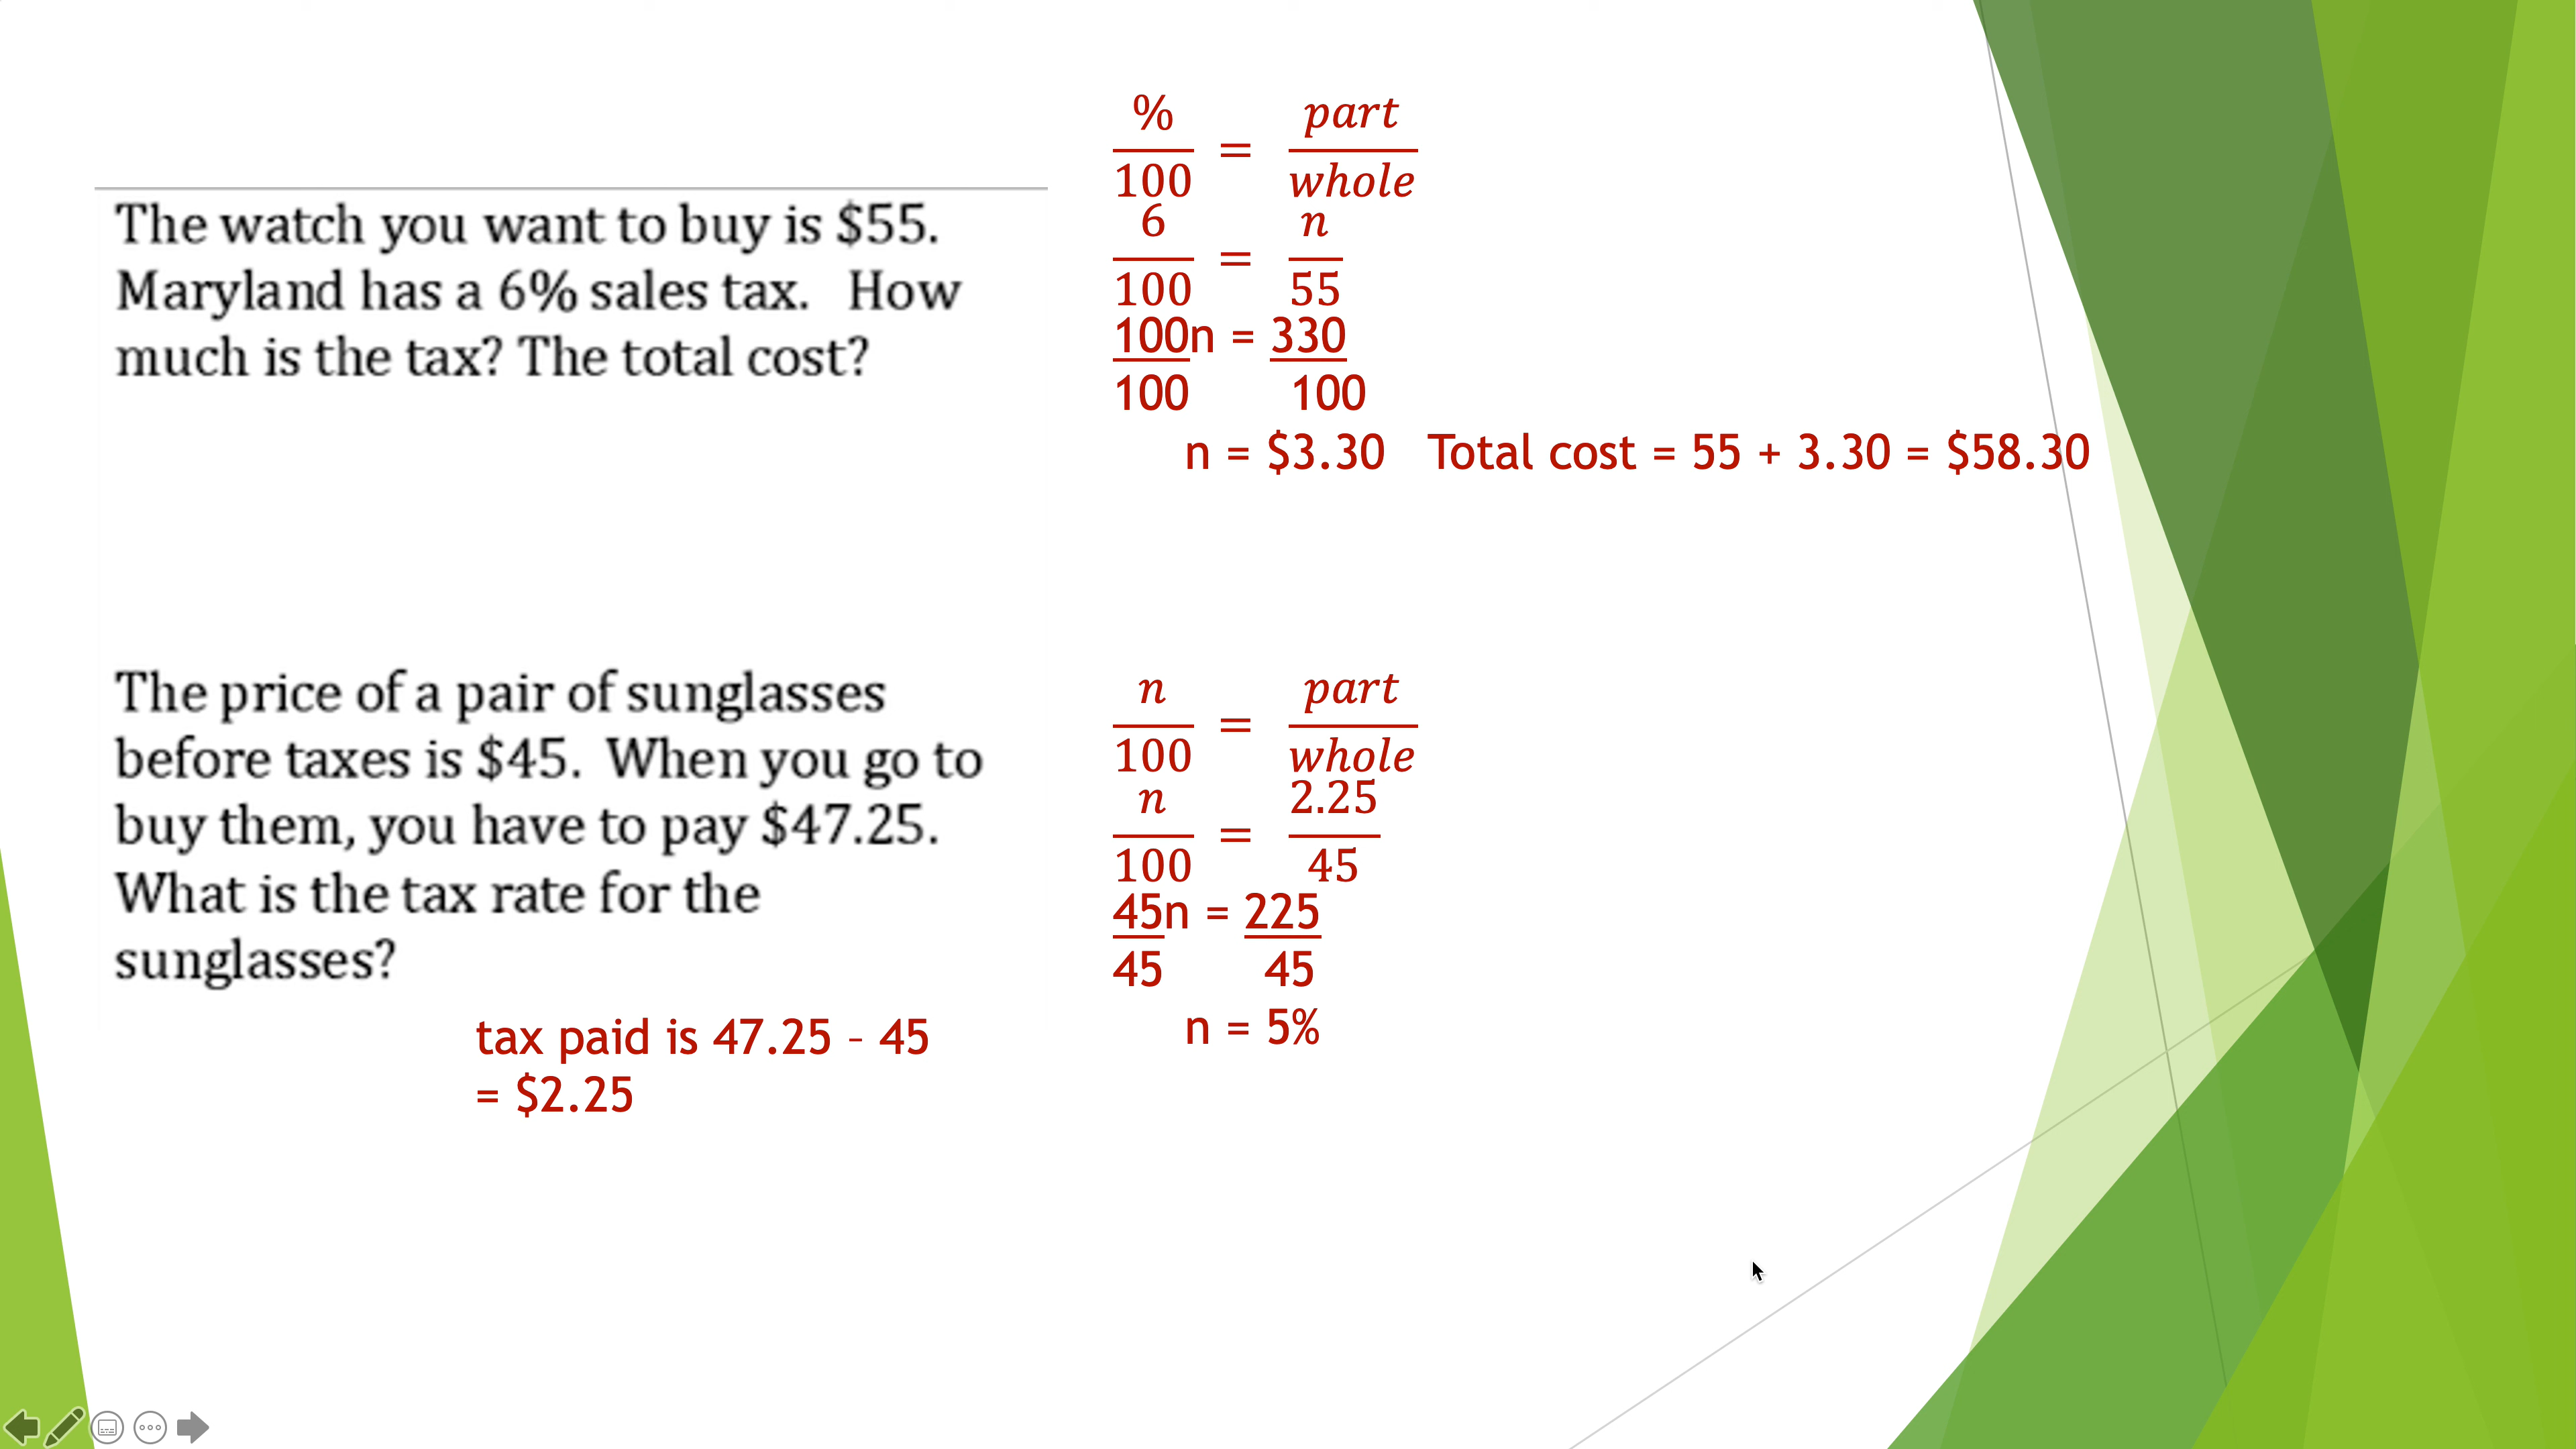 The watch you want to buy is $55.
Maryland has a 6% sales tax. How
much is the tax? The total cost?
%/100 = part/whole
6/100 = n/55
100n = 330
100 100
n = $3.30 Total cost = 55 + 3.30 = $58.30
The price of a pair of sunglasses
before taxes is $45. When you go to
buy them, you have to pay $47.25.
What is the tax rate for the
sunglasses?
tax paid is 47.25 - 45
= $2.25
n/100 = part/whole
n/100 = 2.25/45
45n = 225
45 45
n = 5%